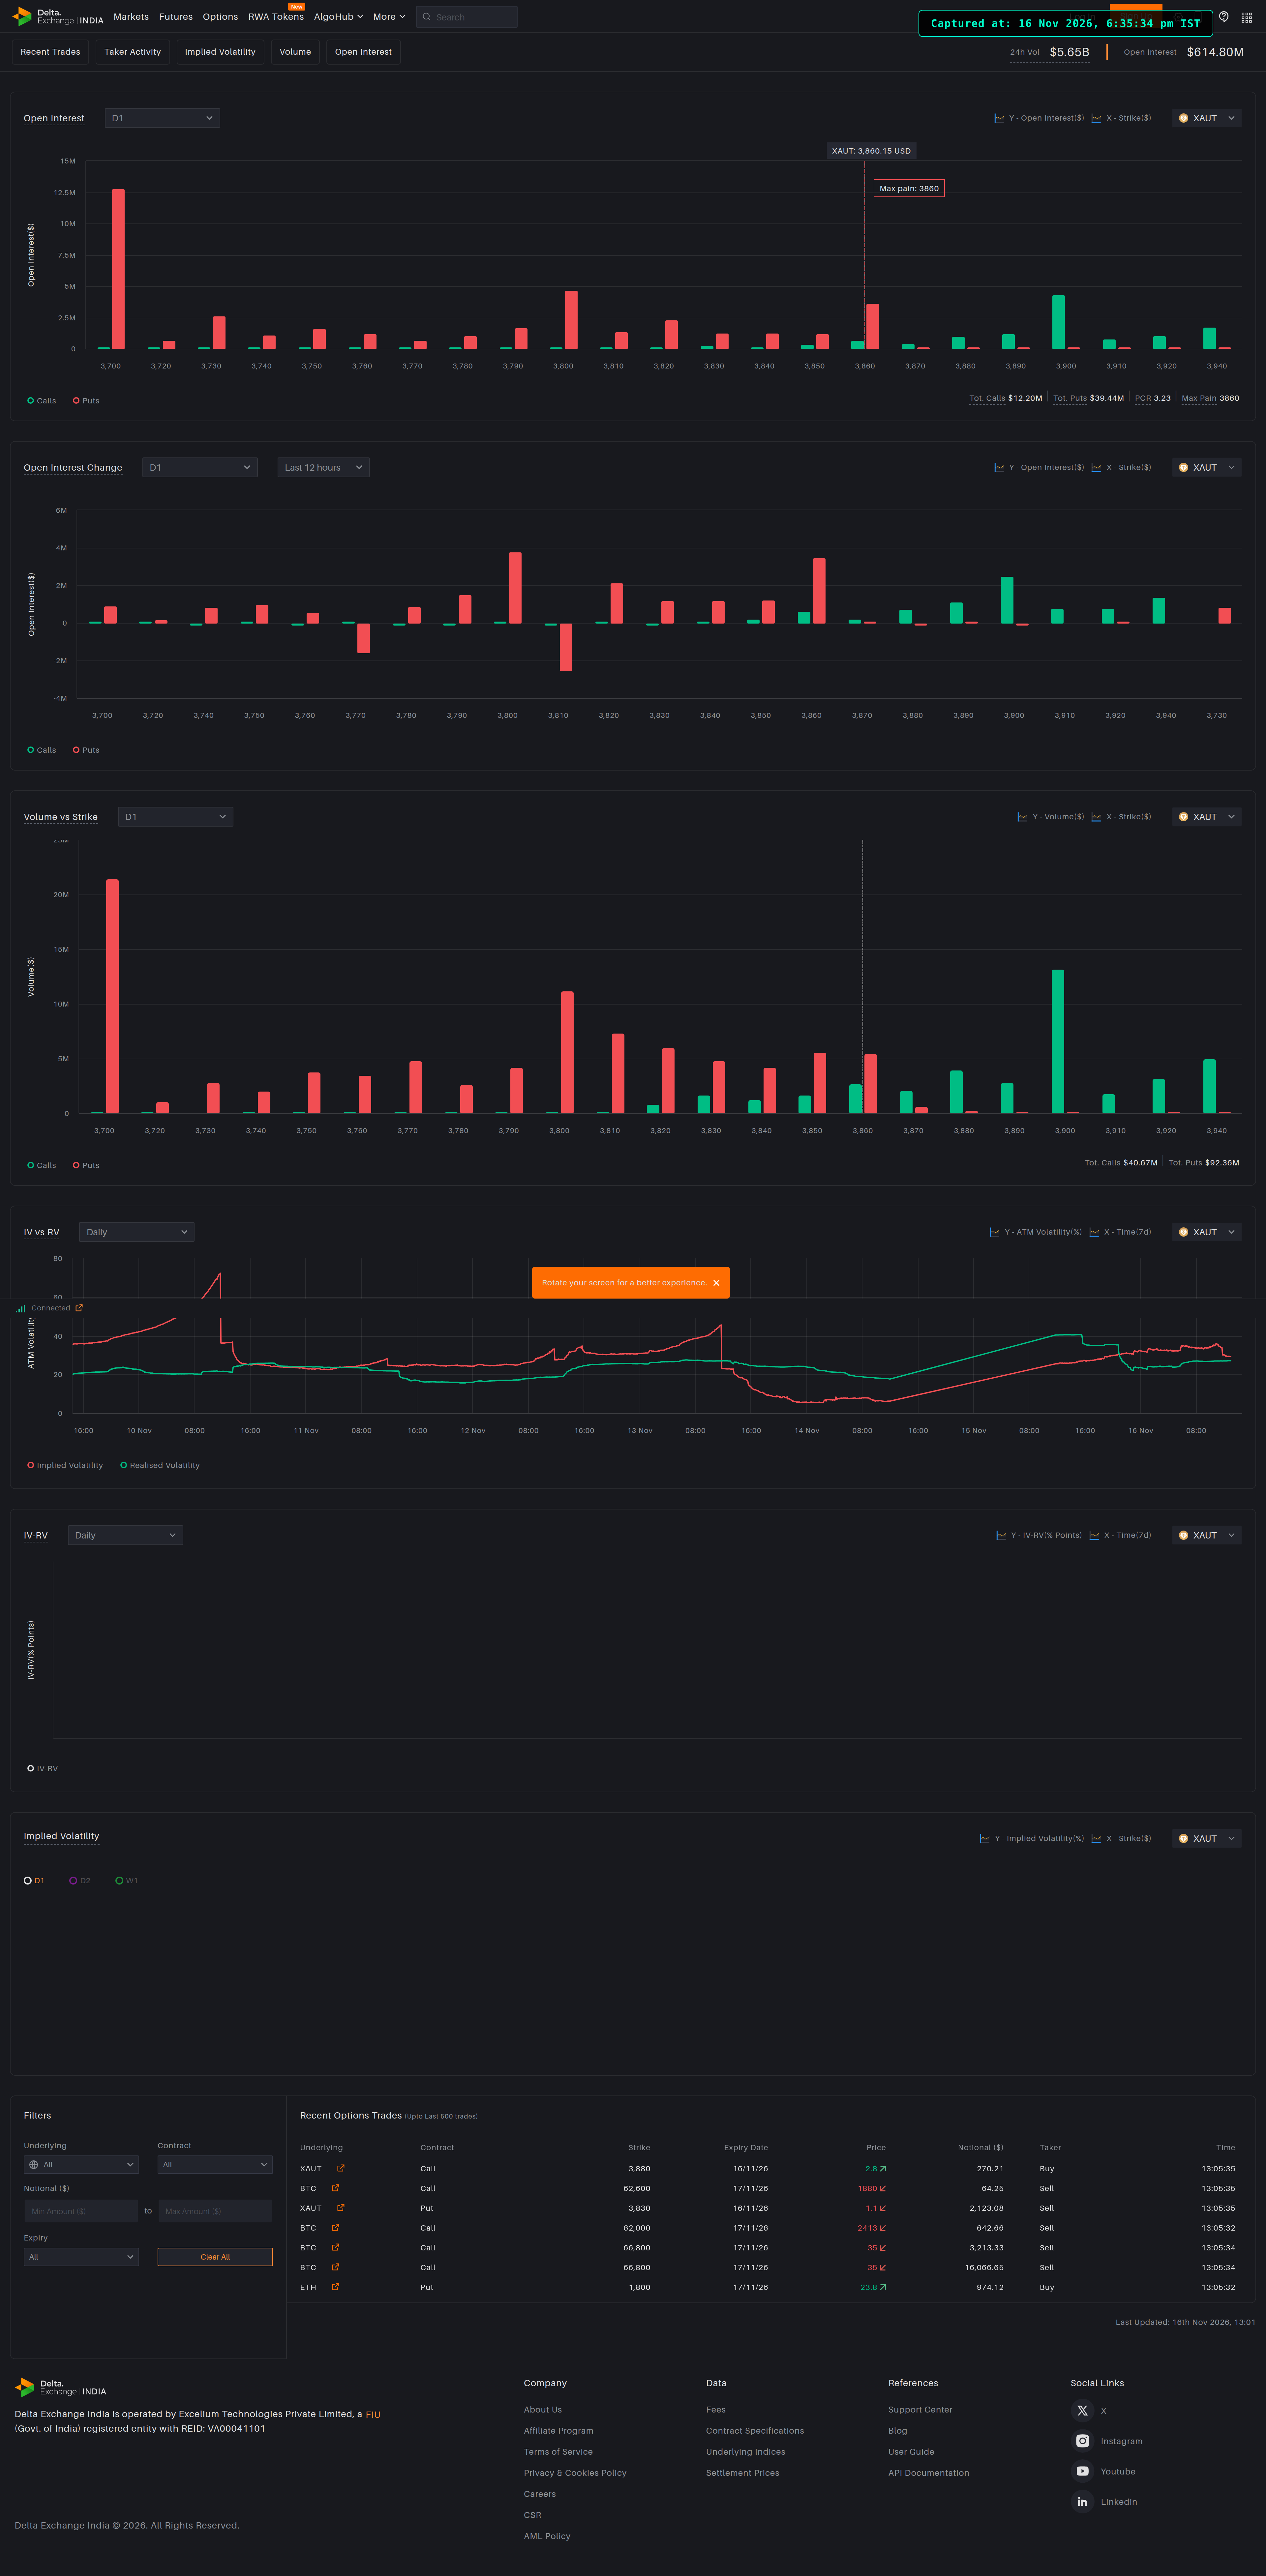 Delta. Exchange | INDIA Markets Futures Options RWA Tokens New AlgoHub More Search
Captured at: 16 Nov 2026, 6:35:34 pm IST
Recent Trades Taker Activity Implied Volatility Volume Open Interest 24h Vol $5.65B Open Interest $614.80M
Open Interest D1 Y - Open Interest($) X - Strike($) XAUT
XAUT: 3,860.15 USD
Max pain: 3860
Open Interest($)
15M
12.5M
10M
7.5M
5M
2.5M
0
3,700 3,720 3,730 3,740 3,750 3,760 3,770 3,780 3,790 3,800 3,810 3,820 3,830 3,840 3,850 3,860 3,870 3,880 3,890 3,900 3,910 3,920 3,940
Calls Puts Tot. Calls $12.20M Tot. Puts $39.44M PCR 3.23 Max Pain 3860
Open Interest Change D1 Last 12 hours Y - Open Interest($) X - Strike($) XAUT
Open Interest($)
6M
4M
2M
0
-2M
-4M
3,700 3,720 3,740 3,750 3,760 3,770 3,780 3,790 3,800 3,810 3,820 3,830 3,840 3,850 3,860 3,870 3,880 3,890 3,900 3,910 3,920 3,940 3,730
Calls Puts
Volume vs Strike D1 Y - Volume($) X - Strike($) XAUT
Volume($)
25M
20M
15M
10M
5M
0
3,700 3,720 3,730 3,740 3,750 3,760 3,770 3,780 3,790 3,800 3,810 3,820 3,830 3,840 3,850 3,860 3,870 3,880 3,890 3,900 3,910 3,920 3,940
Calls Puts Tot. Calls $40.67M Tot. Puts $92.36M
IV vs RV Daily Y - ATM Volatility(%) X - Time(7d) XAUT
80
Rotate your screen for a better experience.
60
Connected
ATM Volatilit
40
20
0
16:00 10 Nov 08:00 16:00 11 Nov 08:00 16:00 12 Nov 08:00 16:00 13 Nov 08:00 16:00 14 Nov 08:00 16:00 15 Nov 08:00 16:00 16 Nov 08:00
Implied Volatility Realised Volatility
IV-RV Daily Y - IV-RV(% Points) X - Time(7d) XAUT
IV-RV(% Points)
IV-RV
Implied Volatility Y - Implied Volatility(%) X - Strike($) XAUT
D1 D2 W1
Filters
Underlying Contract
All All
Notional ($)
Min Amount ($) to Max Amount ($)
Expiry
All Clear All
Recent Options Trades (Upto Last 500 trades)
Underlying Contract Strike Expiry Date Price Notional ($) Taker Time
XAUT Call 3,880 16/11/26 2.8 270.21 Buy 13:05:35
BTC Call 62,600 17/11/26 1880 64.25 Sell 13:05:35
XAUT Put 3,830 16/11/26 1.1 2,123.08 Sell 13:05:35
BTC Call 62,000 17/11/26 2413 642.66 Sell 13:05:32
BTC Call 66,800 17/11/26 35 3,213.33 Sell 13:05:34
BTC Call 66,800 17/11/26 35 16,066.65 Sell 13:05:34
ETH Put 1,800 17/11/26 23.8 974.12 Buy 13:05:32
Last Updated: 16th Nov 2026, 13:01
Delta. Exchange | INDIA
Delta Exchange India is operated by Excelium Technologies Private Limited, a FIU
(Govt. of India) registered entity with REID: VA00041101
Delta Exchange India © 2026. All Rights Reserved.
Company
About Us
Affiliate Program
Terms of Service
Privacy & Cookies Policy
Careers
CSR
AML Policy
Data
Fees
Contract Specifications
Underlying Indices
Settlement Prices
References
Support Center
Blog
User Guide
API Documentation
Social Links
X
Instagram
Youtube
Linkedin